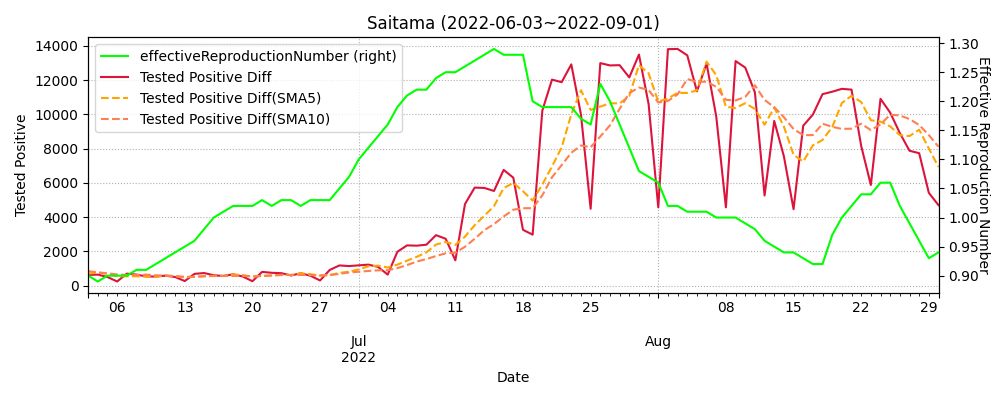 Saitama (2022-06-03~2022-09-01)
effectiveReproductionNumber (right)
Tested Positive Diff
Tested Positive Diff(SMA5)
Tested Positive Diff(SMA10)
Tested Positive
14000
12000
10000
8000
6000
4000
2000
0
1.30
1.25
1.20
1.15
1.10
1.05
1.00
0.95
0.90
Effective Reproduction Number
06 13 20 27 04 11 18 25 08 15 22 29
Jul Aug
2022
Date